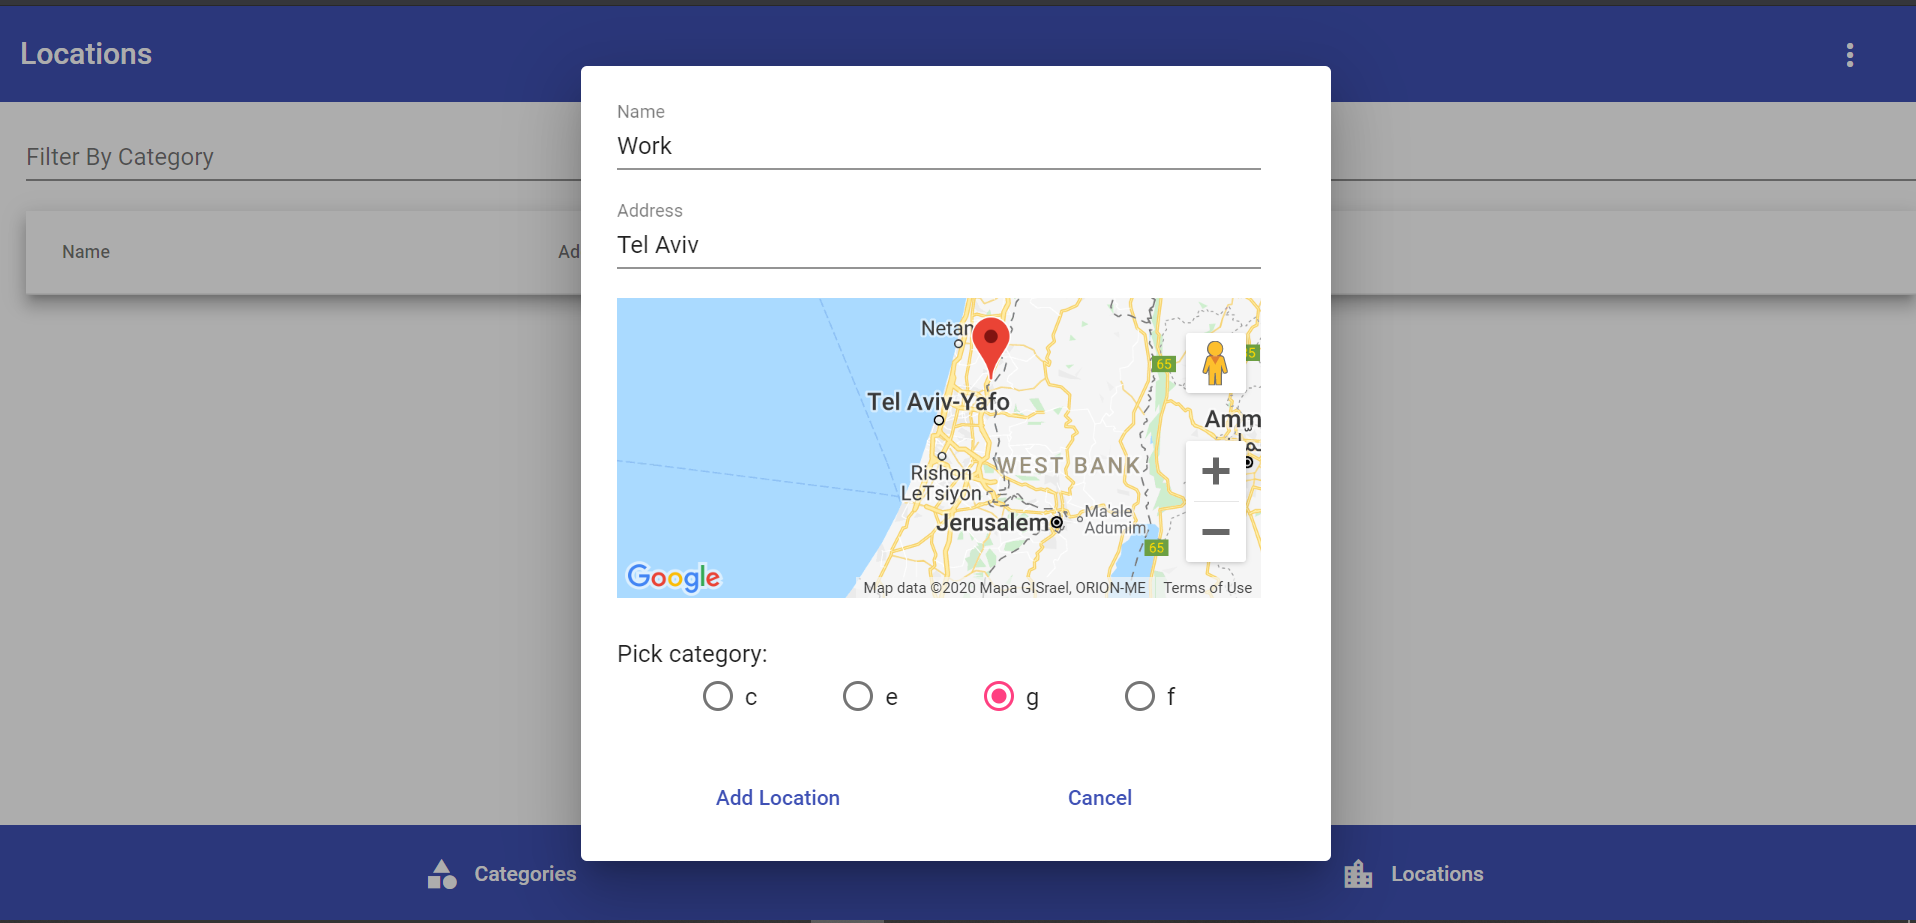 Locations
Name
Work
Filter By Category
Address
Tel Aviv
Name
Ad
Netan
65
35
Tel Aviv-Yafo
Amm
WEST BANK
Rishon
LeTsiyon
Jerusalem
Ma'ale
Adumim
65
Google
Map data ©2020 Mapa GISrael, ORION-ME
Terms of Use
Pick category:
c
e
g
f
Add Location
Cancel
Categories
Locations